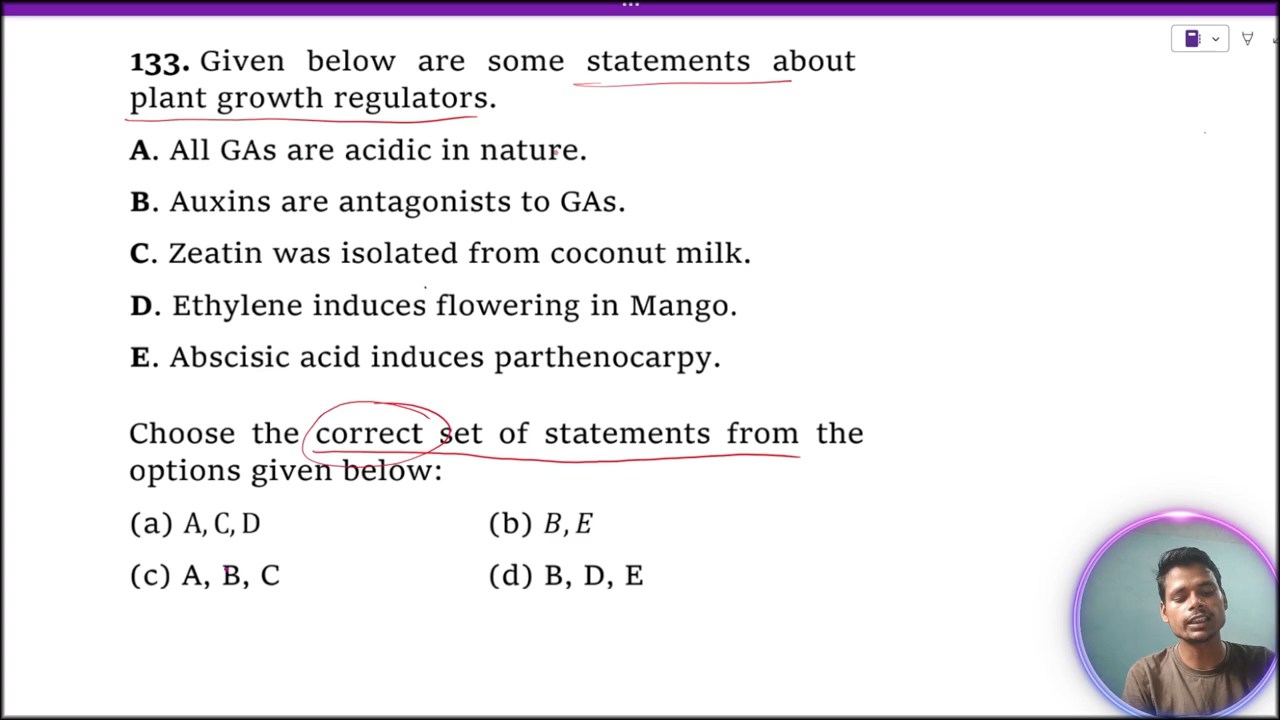 133. Given below are some statements about
plant growth regulators.
A. All GAs are acidic in nature.
B. Auxins are antagonists to GAs.
C. Zeatin was isolated from coconut milk.
D. Ethylene induces flowering in Mango.
E. Abscisic acid induces parthenocarpy.
Choose the correct set of statements from the
options given below:
(a) A, C, D (b) B, E
(c) A, B, C (d) B, D, E